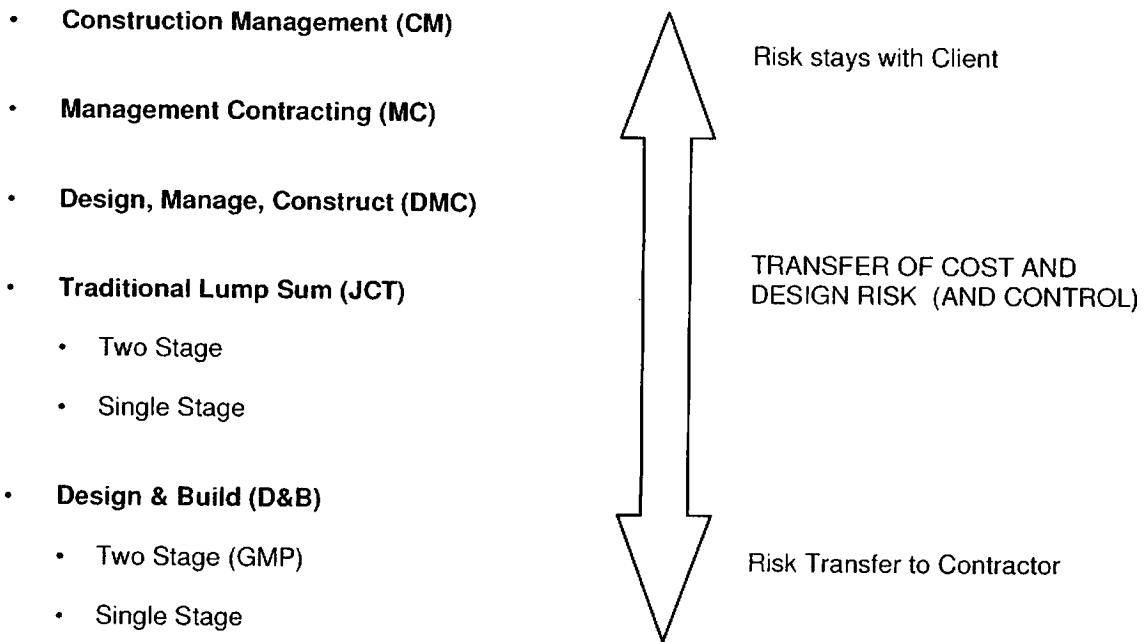 • Construction Management (CM)
• Management Contracting (MC)
• Design, Manage, Construct (DMC)
• Traditional Lump Sum (JCT)
• Two Stage
• Single Stage
• Design & Build (D&B)
• Two Stage (GMP)
• Single Stage
Risk stays with Client
TRANSFER OF COST AND
DESIGN RISK (AND CONTROL)
Risk Transfer to Contractor